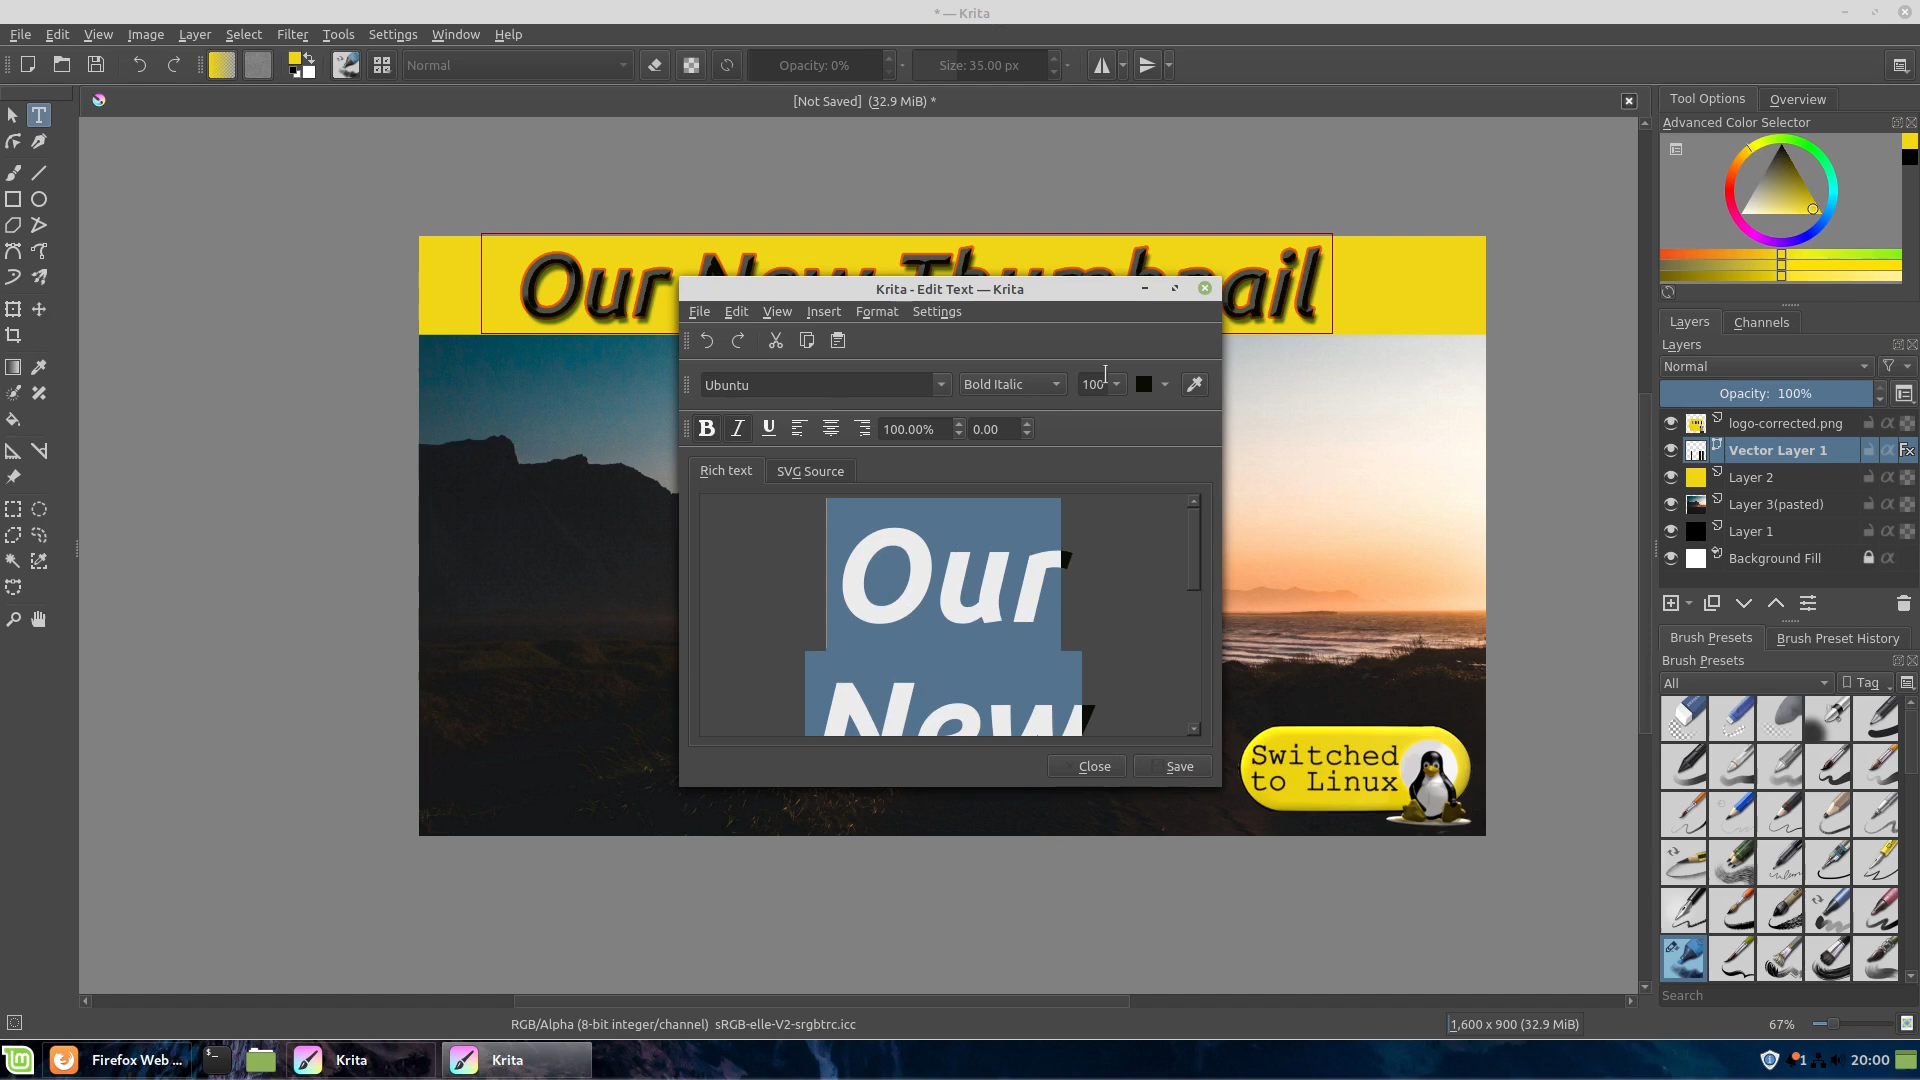 * — Krita
File Edit View Image Layer Select Filter Tools Settings Window Help
Normal Opacity: 0% Size: 35.00 px
[Not Saved] (32.9 MiB) *
Tool Options Overview
Advanced Color Selector
Our New Thumbnail
Krita - Edit Text — Krita
File Edit View Insert Format Settings
Ubuntu Bold Italic 100
B I U 100.00% 0.00
Rich text SVG Source
Our
New
Close Save
Switched
to Linux
Layers Channels
Layers
Normal
Opacity: 100%
logo-corrected.png
Vector Layer 1 Fx
Layer 2
Layer 3(pasted)
Layer 1
Background Fill
Brush Presets Brush Preset History
Brush Presets
All Tag
Search
RGB/Alpha (8-bit integer/channel) sRGB-elle-V2-srgbtrc.icc
1,600 x 900 (32.9 MiB) 67%
Firefox Web ... Krita Krita 1 20:00